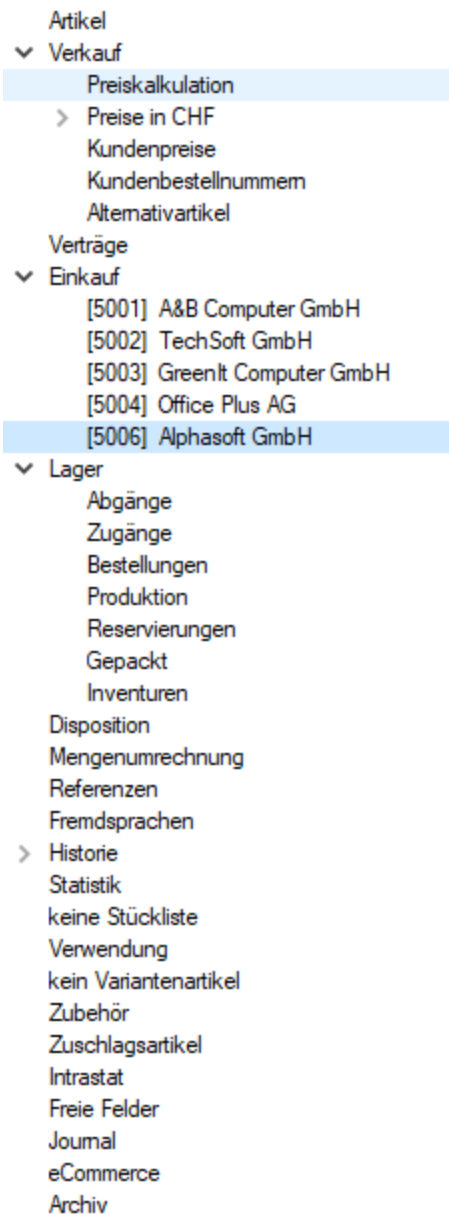 Artikel
Verkauf
Preiskalkulation
Preise in CHF
Kundenpreise
Kundenbestellnummern
Alternativartikel
Verträge
Einkauf
[5001] A&B Computer GmbH
[5002] TechSoft GmbH
[5003] GreenIt Computer GmbH
[5004] Office Plus AG
[5006] Alphasoft GmbH
Lager
Abgänge
Zugänge
Bestellungen
Produktion
Reservierungen
Gepackt
Inventuren
Disposition
Mengenumrechnung
Referenzen
Fremdsprachen
Historie
Statistik
keine Stückliste
Verwendung
kein Variantenartikel
Zubehör
Zuschlagsartikel
Intrastat
Freie Felder
Journal
eCommerce
Archiv